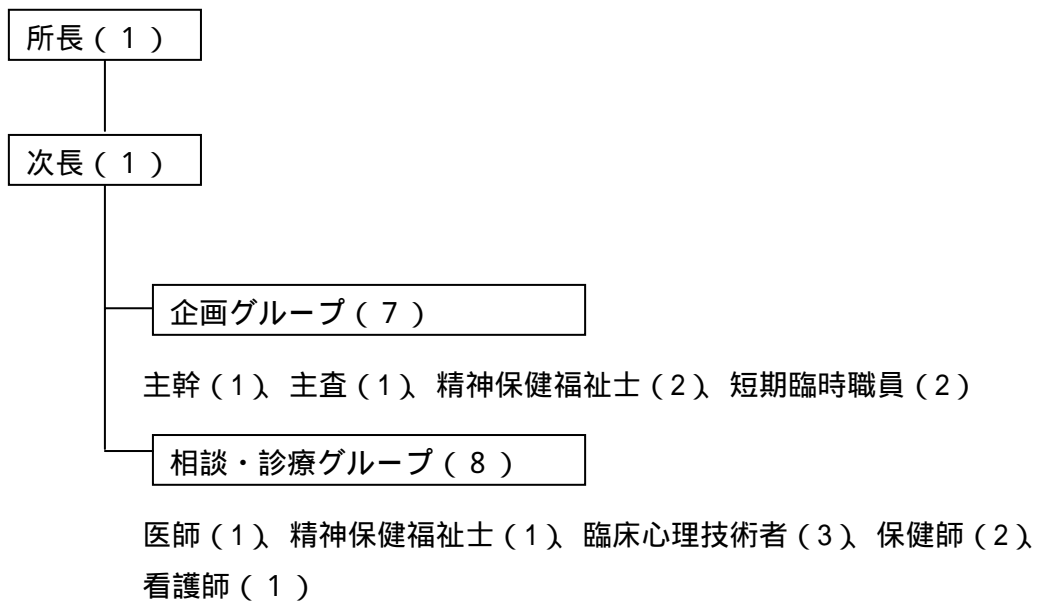 所長(1)
次長(1)
企画グループ(7)
主幹(1)、主査(1)、精神保健福祉士(2)、短期臨時職員(2)
相談・診療グループ(8)
医師(1)、精神保健福祉士(1)、臨床心理技術者(3)、保健師(2)、
看護師(1)